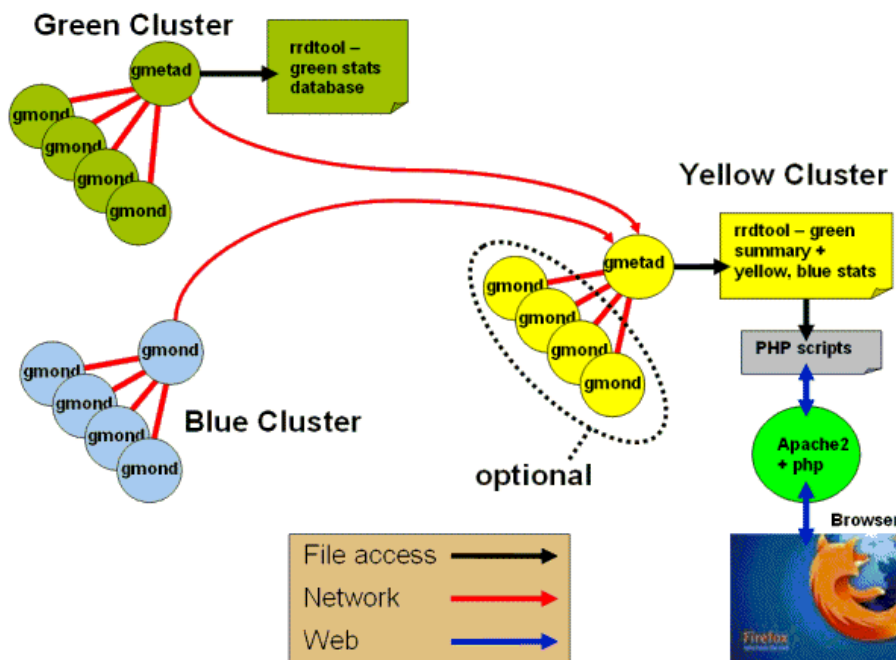 Green Cluster
gmetad
rrdtool –
green stats
database
gmond
gmond
gmond
gmond
Yellow Cluster
rrdtool – green
summary +
yellow, blue stats
gmetad
gmond
gmond
gmond
gmond
optional
PHP scripts
Apache2
+ php
Browser
Firefox
gmond
gmond
gmond
gmond
gmond
Blue Cluster
File access
Network
Web